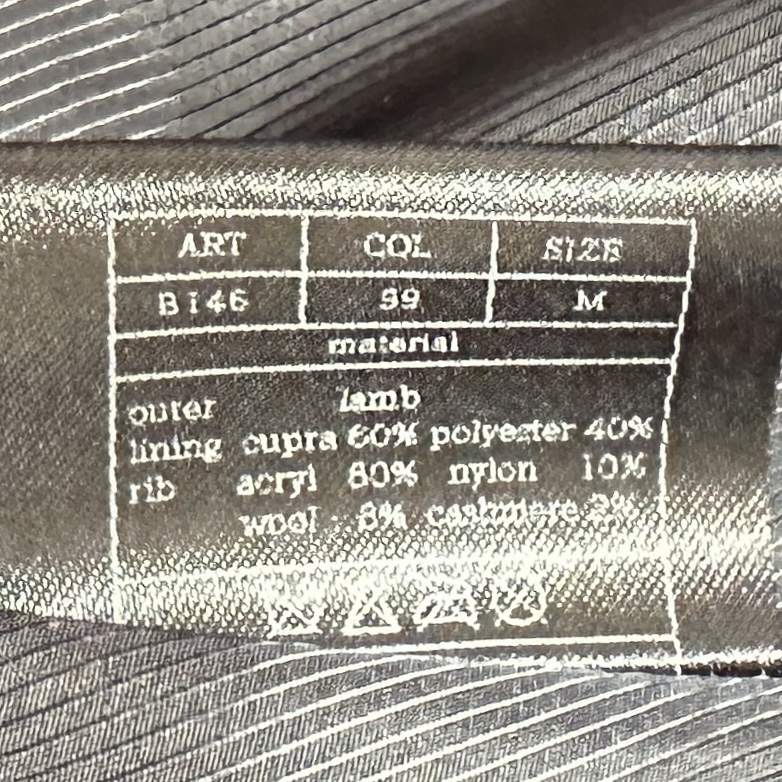 ART COL SIZE
B146 99 M
material
outer lamb
lining cupra 60% polyester 40%
rib acryl 80% nylon 10%
wool 8% cashmere 2%